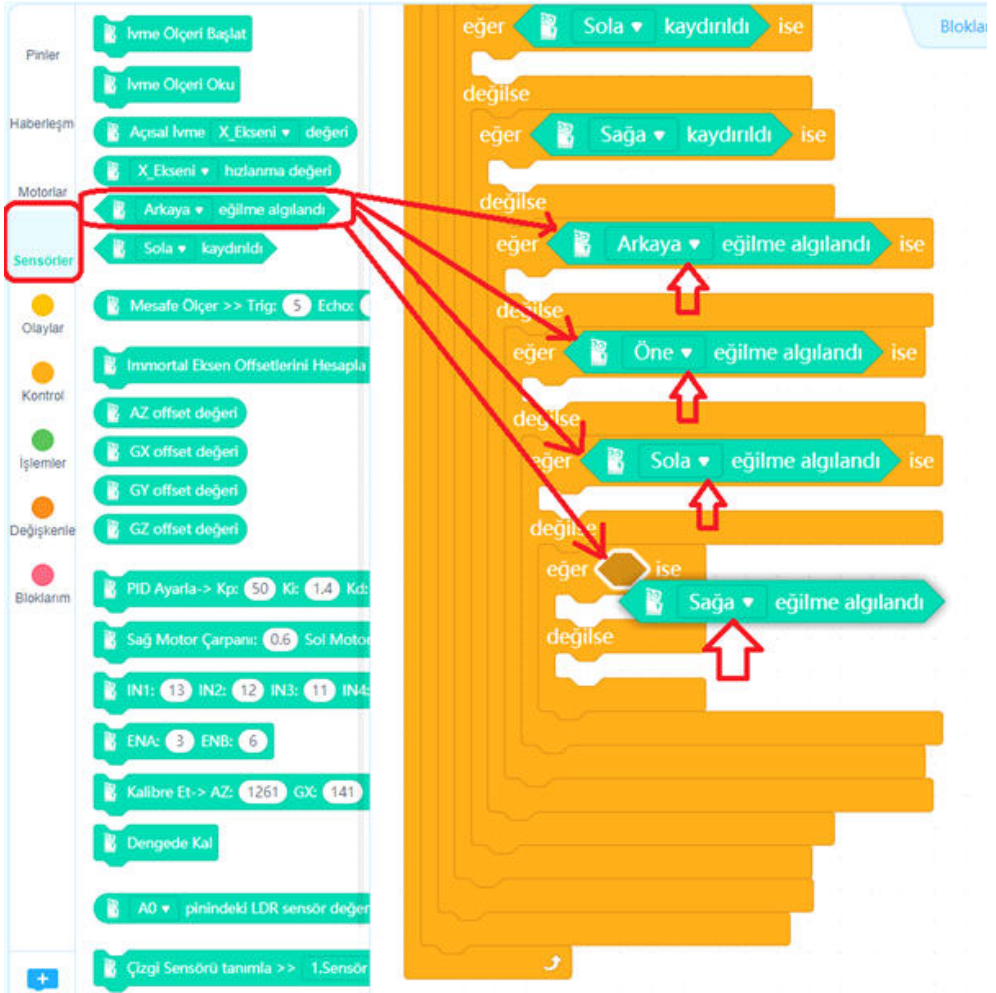 Pinler
Haberleşm
Motorlar
Sensörler
Olaylar
Kontrol
İşlemler
Değişkenle
Bloklarım
İvme Ölçeri Başlat
İvme Ölçeri Oku
Açısal İvme X_Ekseni değeri
X_Ekseni hızlanma değeri
Arkaya eğilme algılandı
Sola kaydırıldı
Mesafe Ölçer >> Trig: 5 Echo:
Immortal Eksen Offsetlerini Hesapla
AZ offset değeri
GX offset değeri
GY offset değeri
GZ offset değeri
PID Ayarla-> Kp: 50 Ki: 1.4 Kd:
Sağ Motor Çarpanı: 0.6 Sol Motor
IN1: 13 IN2: 12 IN3: 11 IN4:
ENA: 3 ENB: 6
Kalibre Et-> AZ: 1261 GX: 141
Dengede Kal
A0 pinindeki LDR sensör değer
Çizgi Sensörü tanımla >> 1.Sensör
eğer Sola kaydırıldı ise
değilse
eğer Sağa kaydırıldı ise
değilse
eğer Arkaya eğilme algılandı ise
değilse
eğer Öne eğilme algılandı ise
değilse
eğer Sola eğilme algılandı ise
değilse
eğer ise
Sağa eğilme algılandı
değilse
Bloklar